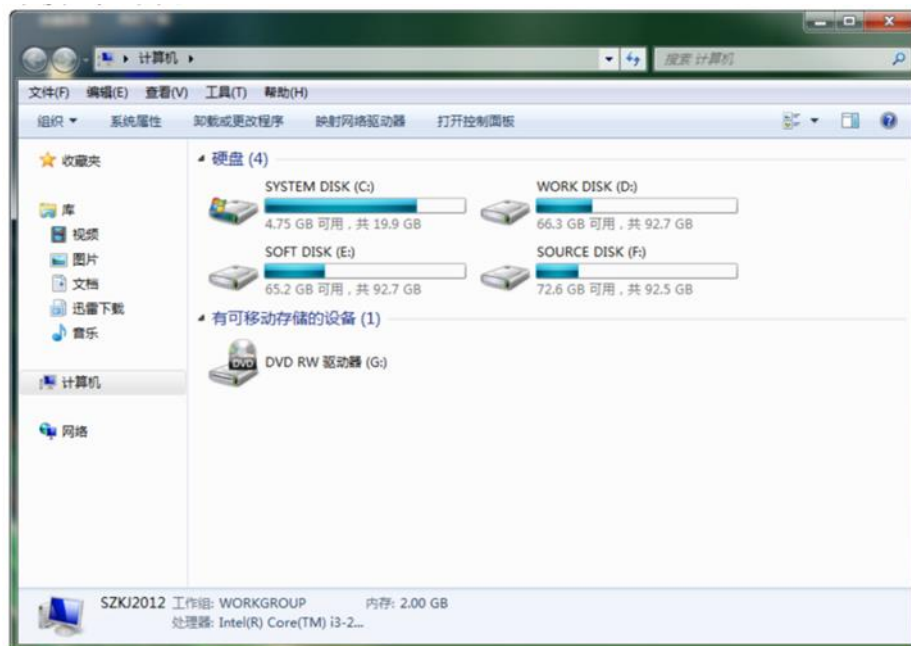 计算机
搜索 计算机
文件(F) 编辑(E) 查看(V) 工具(T) 帮助(H)
组织 系统属性 卸载或更改程序 映射网络驱动器 打开控制面板
收藏夹
库
视频
图片
文档
迅雷下载
音乐
计算机
网络
硬盘 (4)
SYSTEM DISK (C:)
4.75 GB 可用，共 19.9 GB
WORK DISK (D:)
66.3 GB 可用，共 92.7 GB
SOFT DISK (E:)
65.2 GB 可用，共 92.7 GB
SOURCE DISK (F:)
72.6 GB 可用，共 92.5 GB
有可移动存储的设备 (1)
DVD
DVD RW 驱动器 (G:)
SZKJ2012 工作组: WORKGROUP 内存: 2.00 GB
处理器: Intel(R) Core(TM) i3-2...